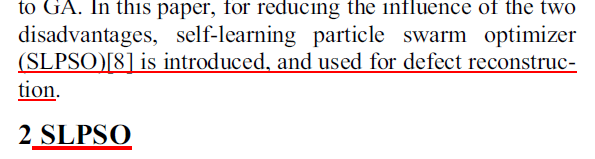 to GA. In this paper, for reducing the influence of the two
disadvantages, self-learning particle swarm optimizer
(SLPSO)[8] is introduced, and used for defect reconstruc-
tion.
2 SLPSO